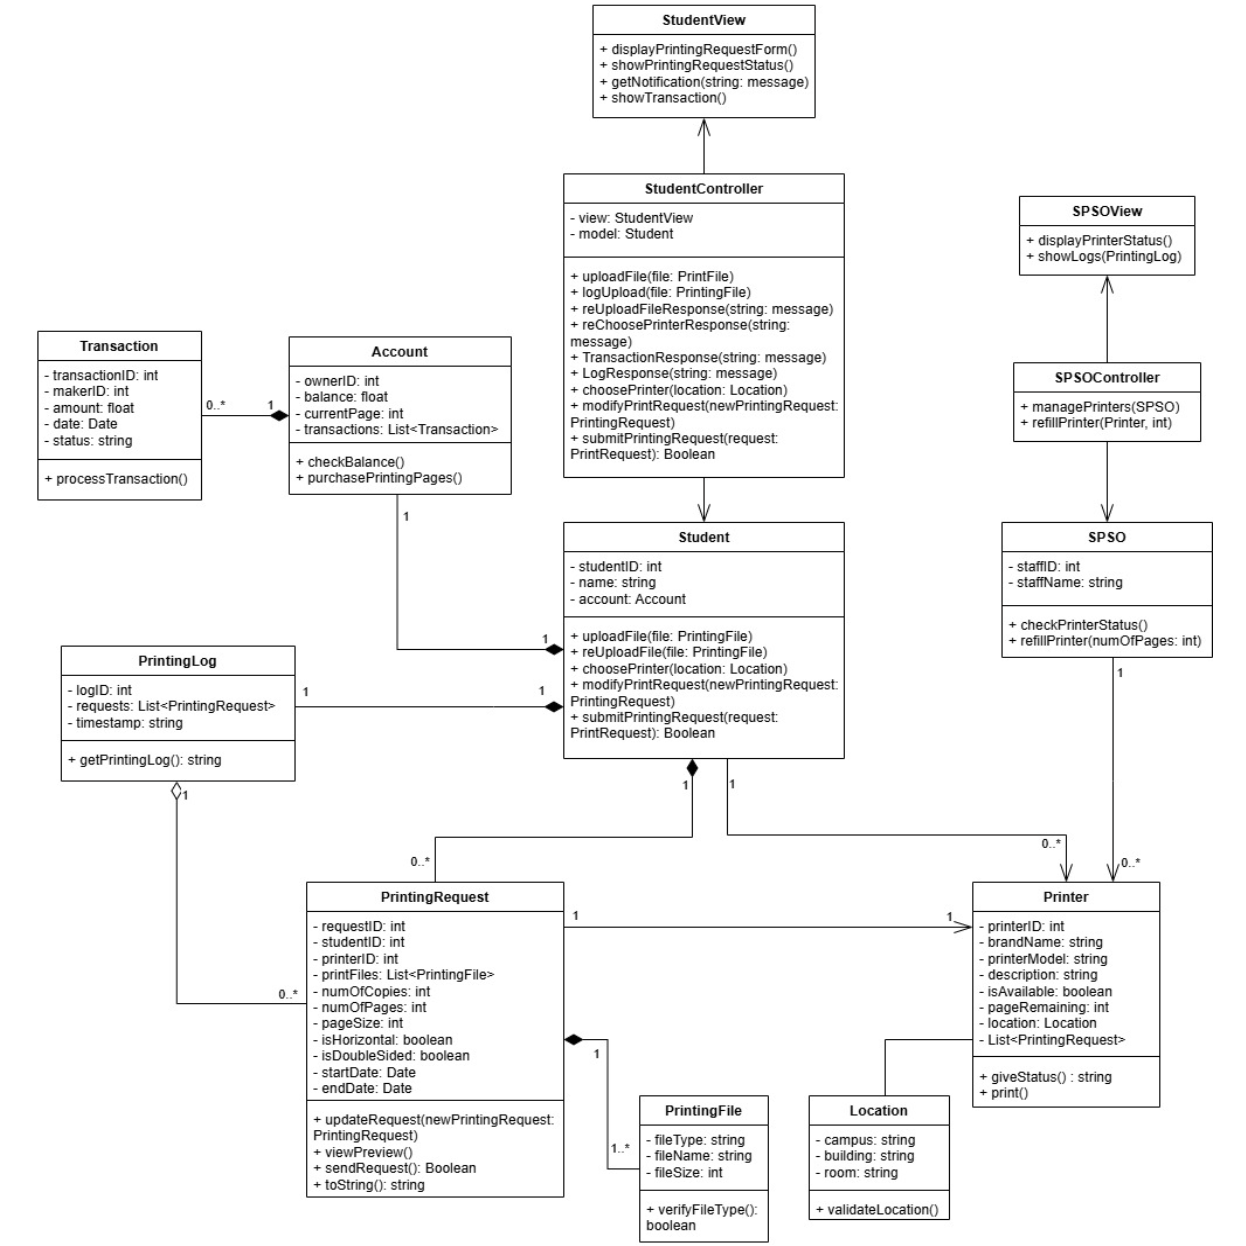 StudentView
+ displayPrintingRequestForm()
+ showPrintingRequestStatus()
+ getNotification(string: message)
+ showTransaction()
StudentController
- view: StudentView
- model: Student
+ uploadFile(file: PrintFile)
+ logUpload(file: PrintingFile)
+ reUploadFileResponse(string: message)
+ reChoosePrinterResponse(string:
message)
+ TransactionResponse(string: message)
+ LogResponse(string: message)
+ choosePrinter(location: Location)
+ modifyPrintRequest(newPrintingRequest:
PrintingRequest)
+ submitPrintingRequest(request:
PrintRequest): Boolean
SPSOView
+ displayPrinterStatus()
+ showLogs(PrintingLog)
SPSOController
+ managePrinters(SPSO)
+ refillPrinter(Printer, int)
Transaction
- transactionID: int
- makerID: int
- amount: float
- date: Date
- status: string
+ processTransaction()
0..*
1
Account
- ownerID: int
- balance: float
- currentPage: int
- transactions: List<Transaction>
+ checkBalance()
+ purchasePrintingPages()
1
1
Student
- studentID: int
- name: string
- account: Account
+ uploadFile(file: PrintingFile)
+ reUploadFile(file: PrintingFile)
+ choosePrinter(location: Location)
+ modifyPrintRequest(newPrintingRequest:
PrintingRequest)
+ submitPrintingRequest(request:
PrintRequest): Boolean
SPSO
- staffID: int
- staffName: string
+ checkPrinterStatus()
+ refillPrinter(numOfPages: int)
1
PrintingLog
- logID: int
- requests: List<PrintingRequest>
- timestamp: string
+ getPrintingLog(): string
1
1
1
1
1
0..*
0..*
0..*
0..*
PrintingRequest
- requestID: int
- studentID: int
- printerID: int
- printFiles: List<PrintingFile>
- numOfCopies: int
- numOfPages: int
- pageSize: int
- isHorizontal: boolean
- isDoubleSided: boolean
- startDate: Date
- endDate: Date
+ updateRequest(newPrintingRequest:
PrintingRequest)
+ viewPreview()
+ sendRequest(): Boolean
+ toString(): string
1
1
Printer
- printerID: int
- brandName: string
- printerModel: string
- description: string
- isAvailable: boolean
- pageRemaining: int
- location: Location
- List<PrintingRequest>
+ giveStatus() : string
+ print()
1
1..*
PrintingFile
- fileType: string
- fileName: string
- fileSize: int
+ verifyFileType():
boolean
Location
- campus: string
- building: string
- room: string
+ validateLocation()